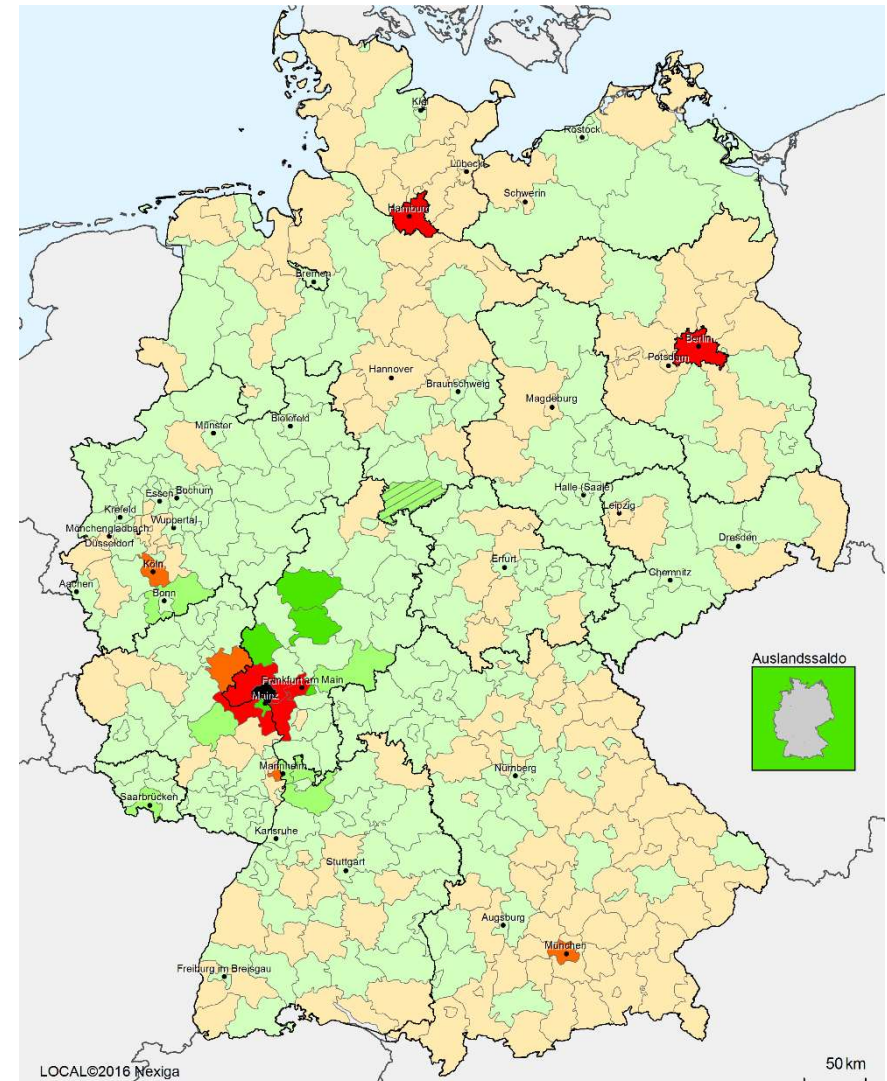 Kiel
Rostock
Lübeck
Schwerin
Hamburg
Bremen
Berlin
Potsdam
Hannover
Braunschweig
Magdeburg
Münster
Bielefeld
Essen
Bochum
Krefeld
Halle (Saale)
Leipzig
Mönchengladbach
Wuppertal
Düsseldorf
Dresden
Köln
Erfurt
Chemnitz
Aachen
Bonn
Auslandssaldo
Frankfurt am Main
Mainz
Mannheim
Nürnberg
Saarbrücken
Karlsruhe
Stuttgart
Augsburg
München
Freiburg im Breisgau
LOCAL©2016 Nexiga
50 km